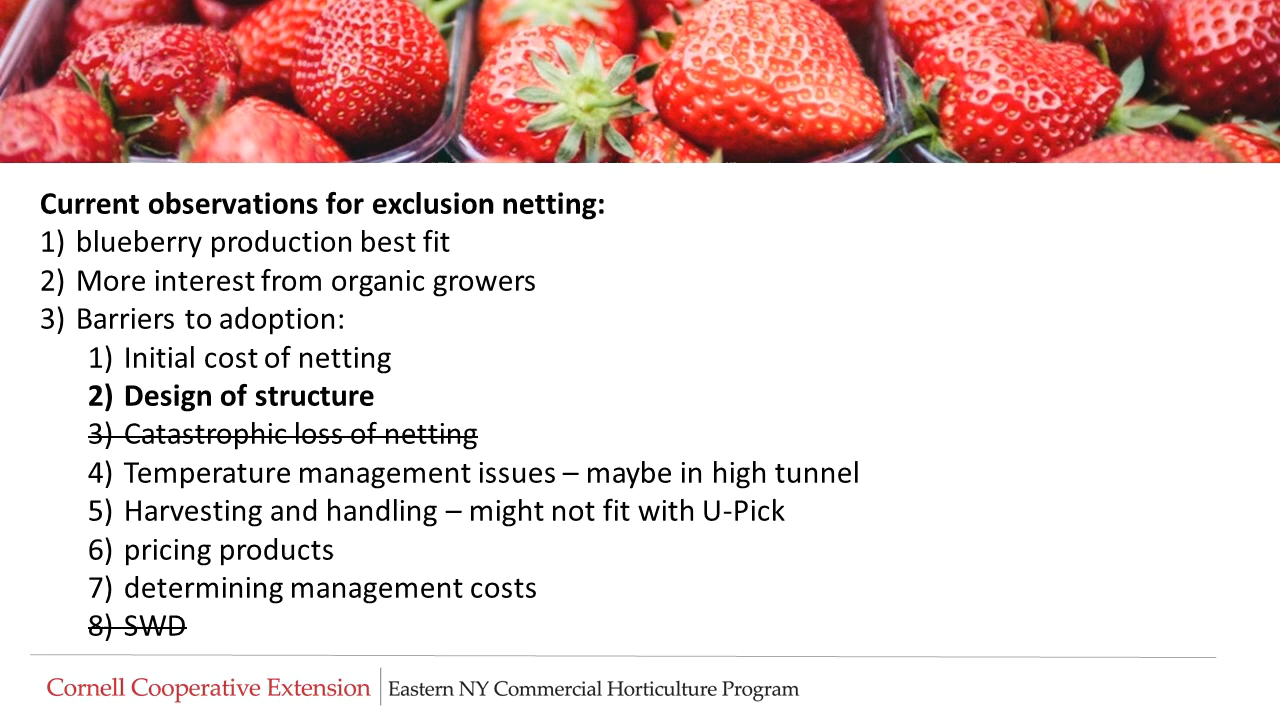 Current observations for exclusion netting:
1) blueberry production best fit
2) More interest from organic growers
3) Barriers to adoption:
1) Initial cost of netting
2) Design of structure
3) Catastrophic loss of netting
4) Temperature management issues – maybe in high tunnel
5) Harvesting and handling – might not fit with U-Pick
6) pricing products
7) determining management costs
8) SWD
Cornell Cooperative Extension | Eastern NY Commercial Horticulture Program